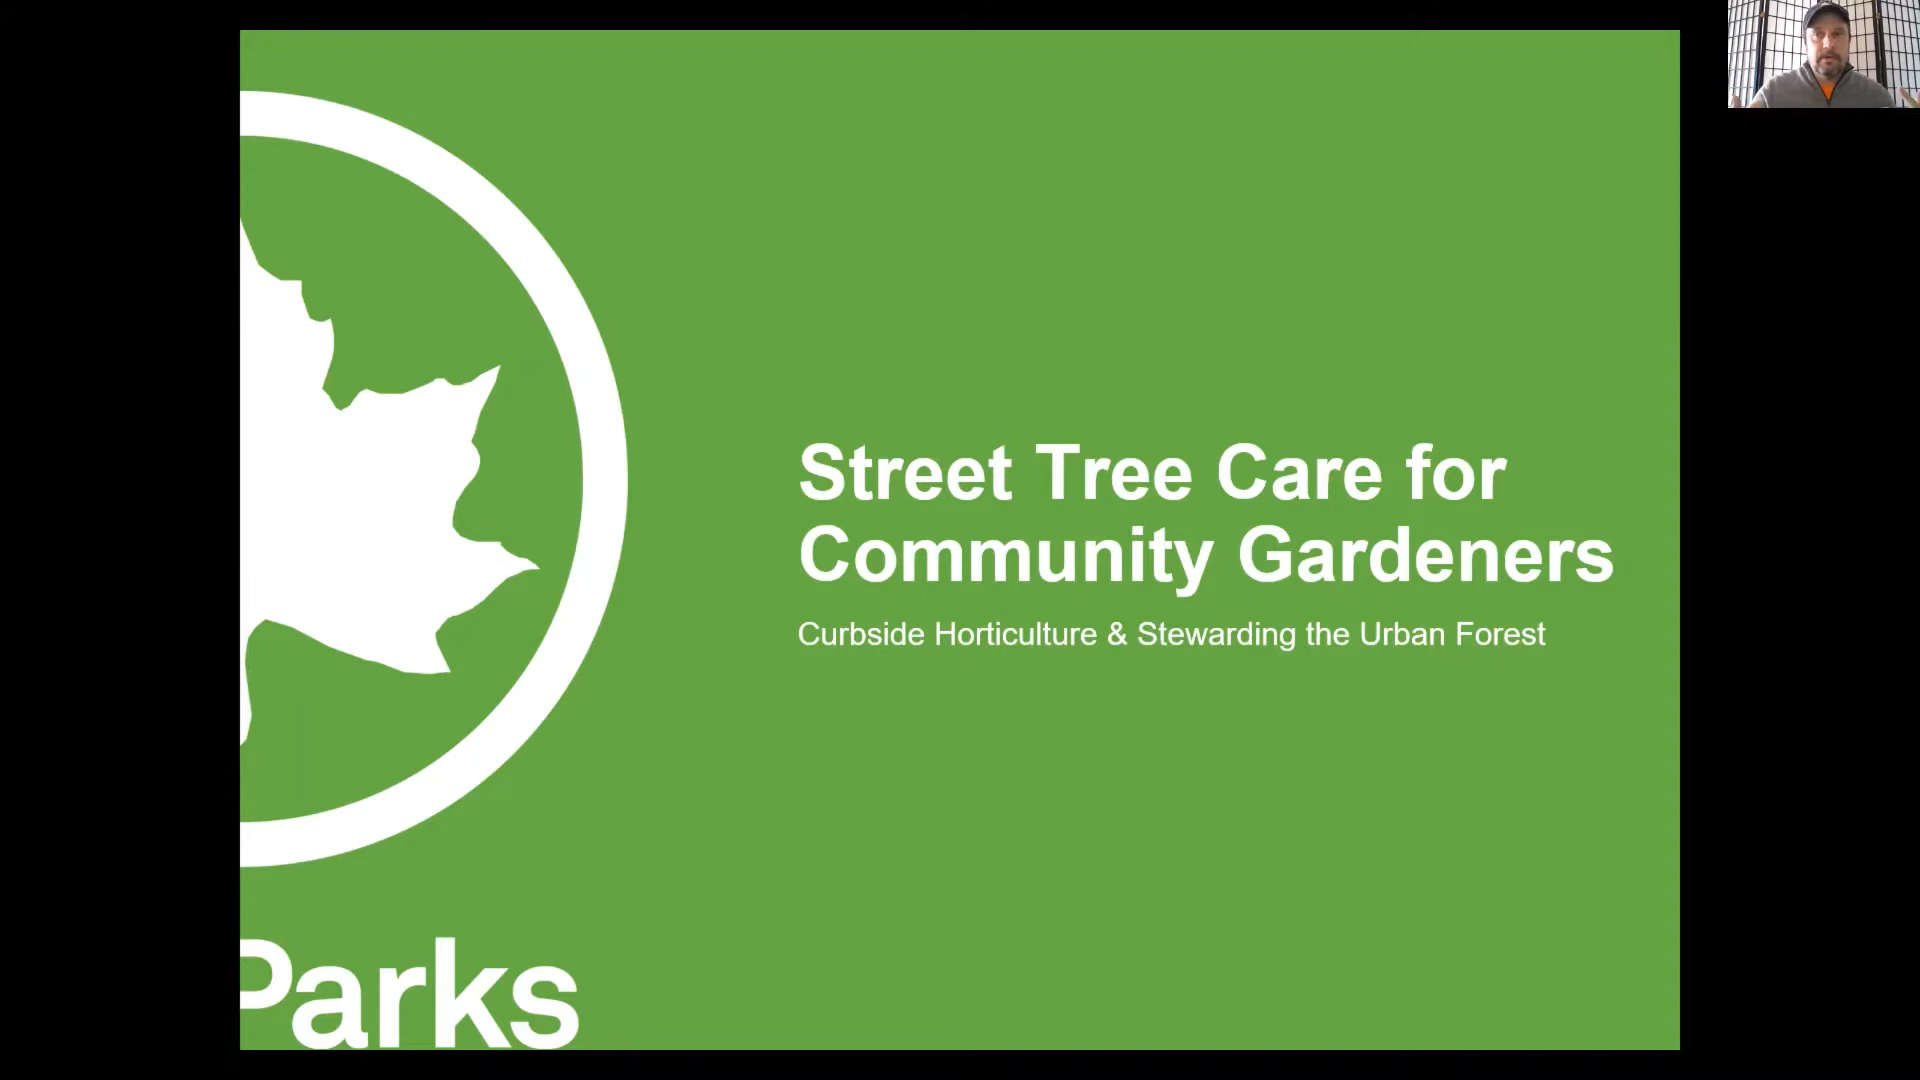 Street Tree Care for
Community Gardeners
Curbside Horticulture & Stewarding the Urban Forest
Parks